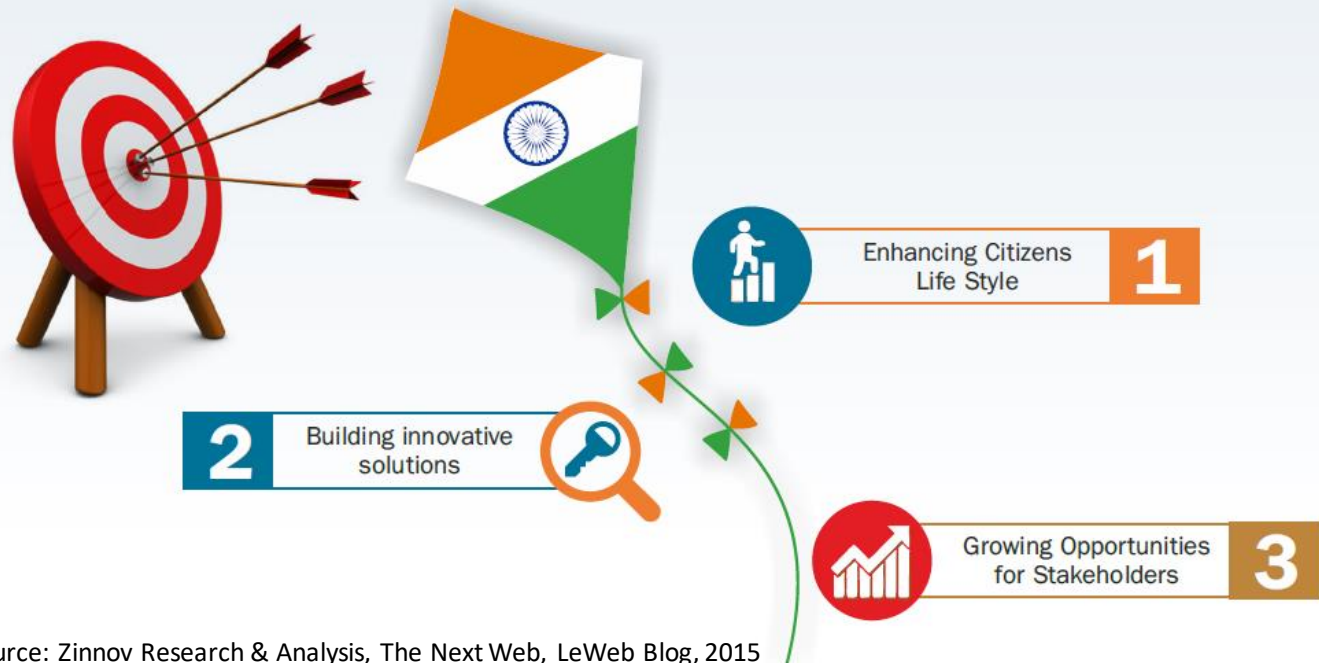 Enhancing Citizens
Life Style
1
2
Building innovative
solutions
Growing Opportunities
for Stakeholders
3
urce: Zinnov Research & Analysis, The Next Web, LeWeb Blog, 2015